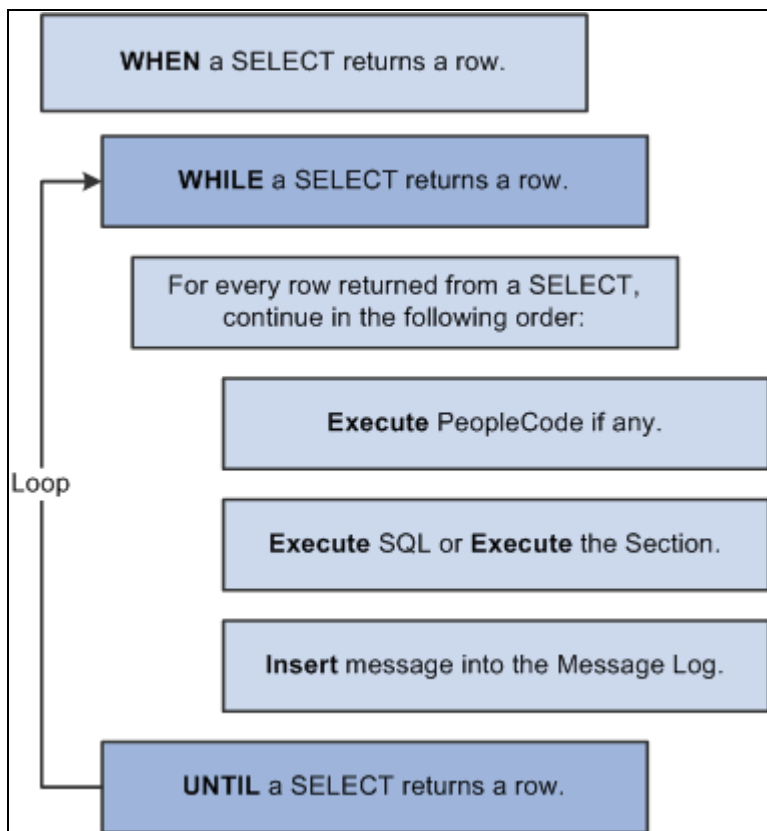 WHEN a SELECT returns a row.
WHILE a SELECT returns a row.
For every row returned from a SELECT,
continue in the following order:
Execute PeopleCode if any.
Loop
Execute SQL or Execute the Section.
Insert message into the Message Log.
UNTIL a SELECT returns a row.